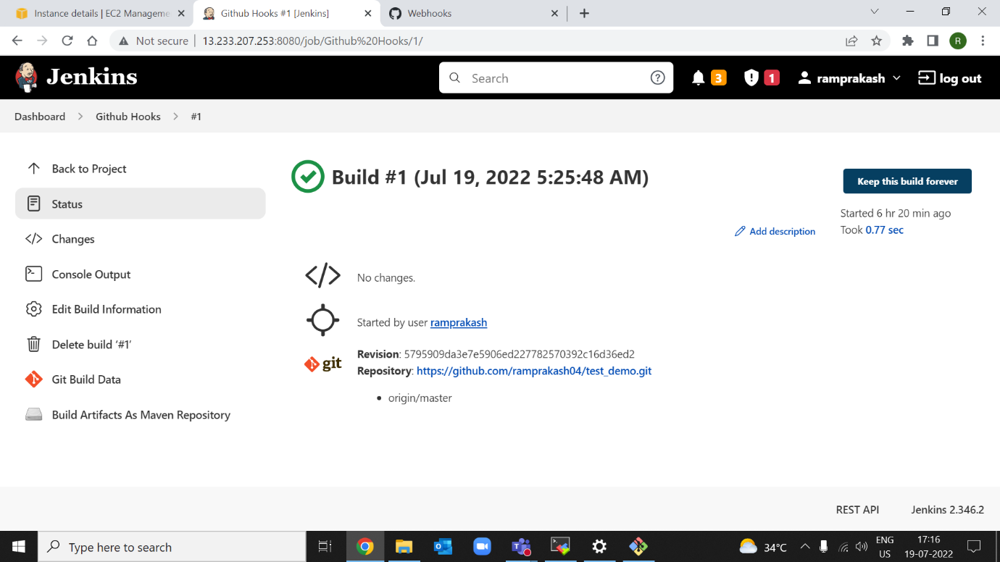 Instance details | EC2 Manageme
Github Hooks #1 [Jenkins]
Webhooks
Not secure
13.233.207.253:8080/job/Github%20Hooks/1/
R
Jenkins
Search
3
1
ramprakash
log out
Dashboard
Github Hooks
#1
Back to Project
Status
Changes
Console Output
Edit Build Information
Delete build ‘#1’
Git Build Data
Build Artifacts As Maven Repository
Build #1 (Jul 19, 2022 5:25:48 AM)
Keep this build forever
Started 6 hr 20 min ago
Took 0.77 sec
Add description
No changes.
Started by user ramprakash
git
Revision: 5795909da3e7e5906ed227782570392c16d36ed2
Repository: https://github.com/ramprakash04/test_demo.git
origin/master
REST API
Jenkins 2.346.2
Type here to search
34°C
ENG
US
17:16
19-07-2022